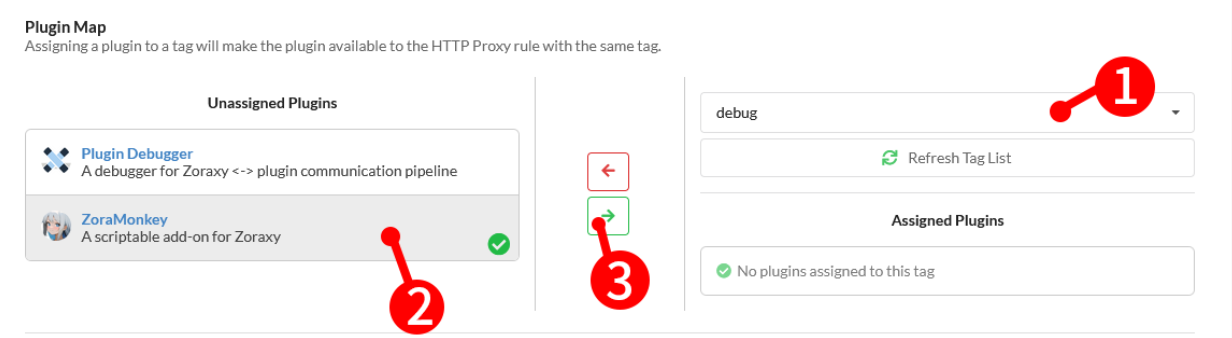 Plugin Map
Assigning a plugin to a tag will make the plugin available to the HTTP Proxy rule with the same tag.
Unassigned Plugins
Plugin Debugger
A debugger for Zoraxy <-> plugin communication pipeline
ZoraMonkey
A scriptable add-on for Zoraxy
2
3
debug
1
Refresh Tag List
Assigned Plugins
No plugins assigned to this tag